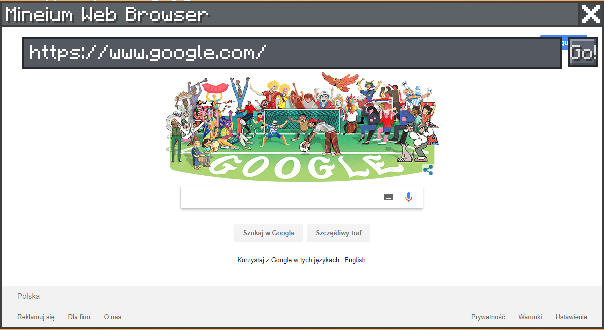 Mineium Web Browser
https://www.google.com/
Go!
GOOGLE
Szukaj w Google Szczęśliwy traf
Korzystaj z Google w tych językach: English
Polska
Reklamuj się Dla firm O nas Prywatność Warunki Ustawienia